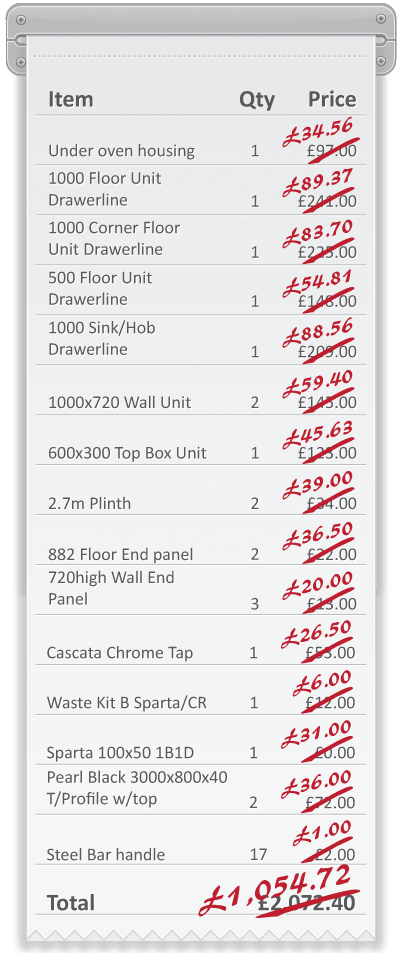 Item Qty Price
£34.56
Under oven housing 1 £97.00
1000 Floor Unit £89.37
Drawerline 1 £241.00
1000 Corner Floor £83.70
Unit Drawerline 1 £225.00
500 Floor Unit £54.81
Drawerline 1 £148.00
1000 Sink/Hob £88.56
Drawerline 1 £209.00
£59.40
1000x720 Wall Unit 2 £145.00
£45.63
600x300 Top Box Unit 1 £123.00
£39.00
2.7m Plinth 2 £34.00
£36.50
882 Floor End panel 2 £22.00
720high Wall End £20.00
Panel 3 £13.00
£26.50
Cascata Chrome Tap 1 £53.00
£6.00
Waste Kit B Sparta/CR 1 £12.00
£31.00
Sparta 100x50 1B1D 1 £0.00
Pearl Black 3000x800x40 £36.00
T/Profile w/top 2 £72.00
£1.00
Steel Bar handle 17 £2.00
£1,054.72
Total £2,072.40